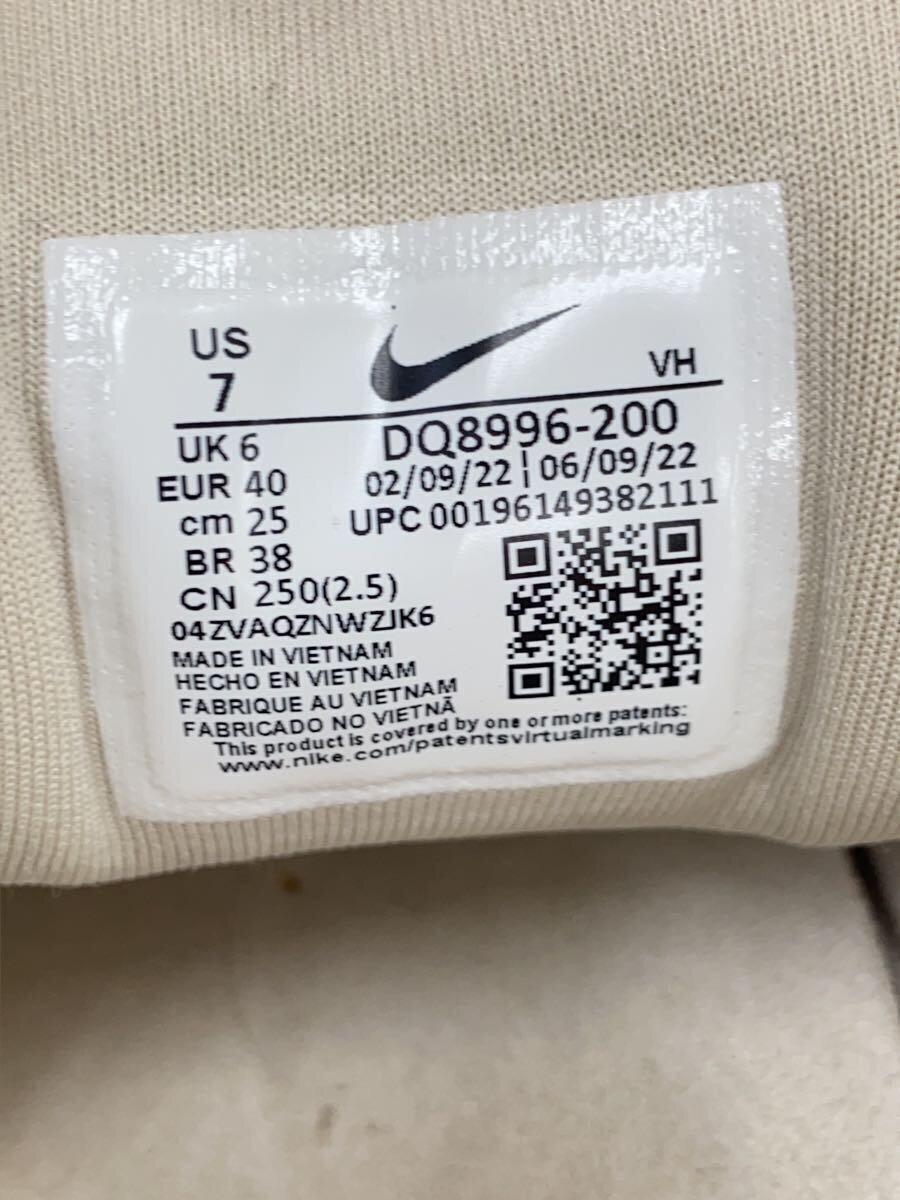 US
7
VH
UK 6
DQ8996-200
EUR 40
02/09/22 | 06/09/22
cm 25
UPC 00196149382111
BR 38
CN 250(2.5)
04ZVAQZNWZJK6
MADE IN VIETNAM
HECHO EN VIETNAM
FABRIQUE AU VIETNAM
FABRICADO NO VIETNÃ
This product is covered by one or more patents:
www.nike.com/patentsvirtualmarking